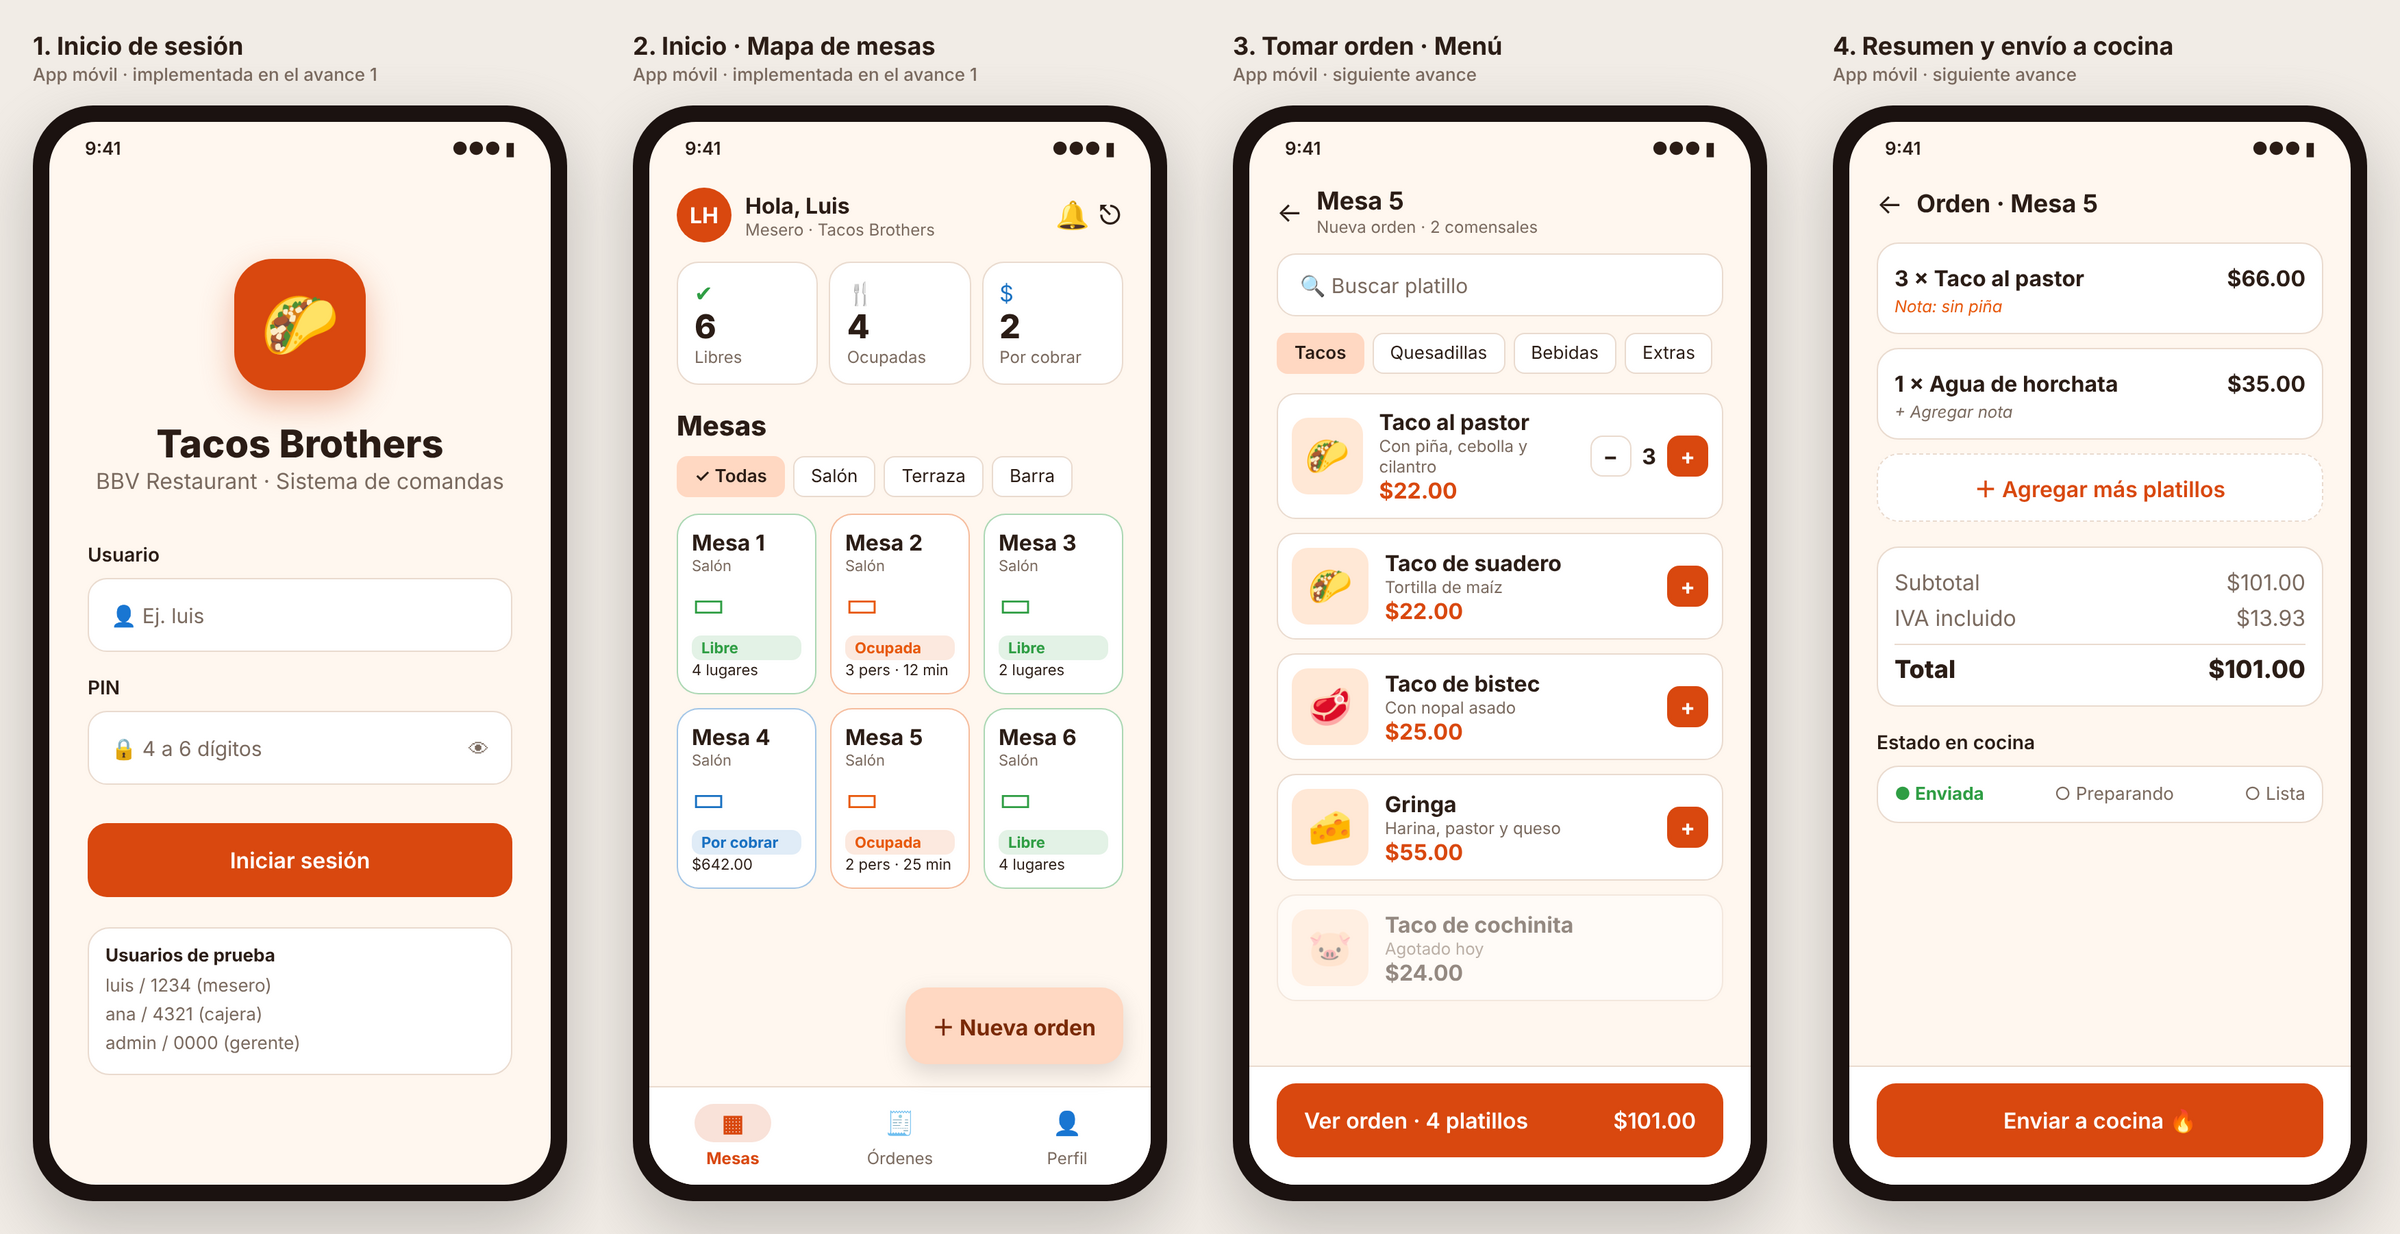 1. Inicio de sesión
App móvil · implementada en el avance 1
9:41
Tacos Brothers
BBV Restaurant · Sistema de comandas
Usuario
Ej. luis
PIN
4 a 6 dígitos
Iniciar sesión
Usuarios de prueba
luis / 1234 (mesero)
ana / 4321 (cajera)
admin / 0000 (gerente)
2. Inicio · Mapa de mesas
App móvil · implementada en el avance 1
9:41
LH
Hola, Luis
Mesero · Tacos Brothers
✔
6
Libres
4
Ocupadas
$
2
Por cobrar
Mesas
✓ Todas
Salón
Terraza
Barra
Mesa 1
Salón
Libre
4 lugares
Mesa 2
Salón
Ocupada
3 pers · 12 min
Mesa 3
Salón
Libre
2 lugares
Mesa 4
Salón
Por cobrar
$642.00
Mesa 5
Salón
Ocupada
2 pers · 25 min
Mesa 6
Salón
Libre
4 lugares
+ Nueva orden
Mesas
Órdenes
Perfil
3. Tomar orden · Menú
App móvil · siguiente avance
9:41
← Mesa 5
Nueva orden · 2 comensales
Buscar platillo
Tacos
Quesadillas
Bebidas
Extras
Taco al pastor
Con piña, cebolla y
cilantro
$22.00
− 3 +
Taco de suadero
Tortilla de maíz
$22.00
+
Taco de bistec
Con nopal asado
$25.00
+
Gringa
Harina, pastor y queso
$55.00
+
Taco de cochinita
Agotado hoy
$24.00
Ver orden · 4 platillos $101.00
4. Resumen y envío a cocina
App móvil · siguiente avance
9:41
← Orden · Mesa 5
3 × Taco al pastor $66.00
Nota: sin piña
1 × Agua de horchata $35.00
+ Agregar nota
+ Agregar más platillos
Subtotal $101.00
IVA incluido $13.93
Total $101.00
Estado en cocina
● Enviada ○ Preparando ○ Lista
Enviar a cocina 🔥